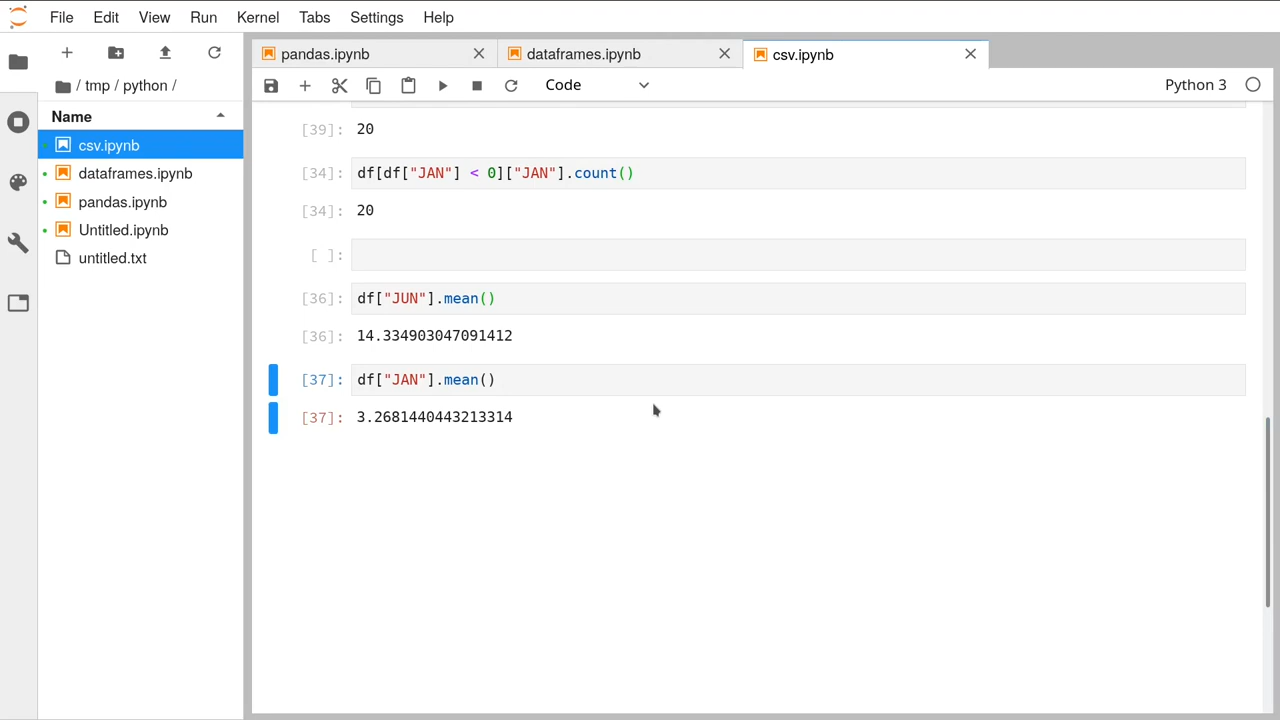 File Edit View Run Kernel Tabs Settings Help
pandas.ipynb
dataframes.ipynb
csv.ipynb
Code
Python 3
/ tmp / python /
Name
csv.ipynb
dataframes.ipynb
pandas.ipynb
Untitled.ipynb
untitled.txt
[39]: 20
[34]: df[df["JAN"] < 0]["JAN"].count()
[34]: 20
[ ]:
[36]: df["JUN"].mean()
[36]: 14.334903047091412
[37]: df["JAN"].mean()
[37]: 3.2681440443213314